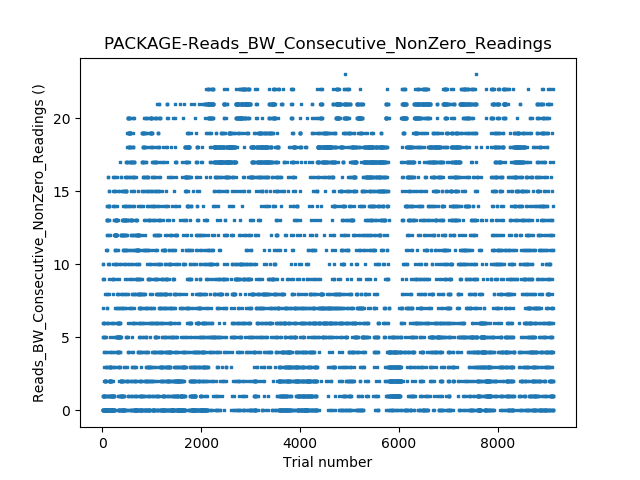 PACKAGE-Reads_BW_Consecutive_NonZero_Readings
Reads_BW_Consecutive_NonZero_Readings ()
20
15
10
5
0
0 2000 4000 6000 8000
Trial number